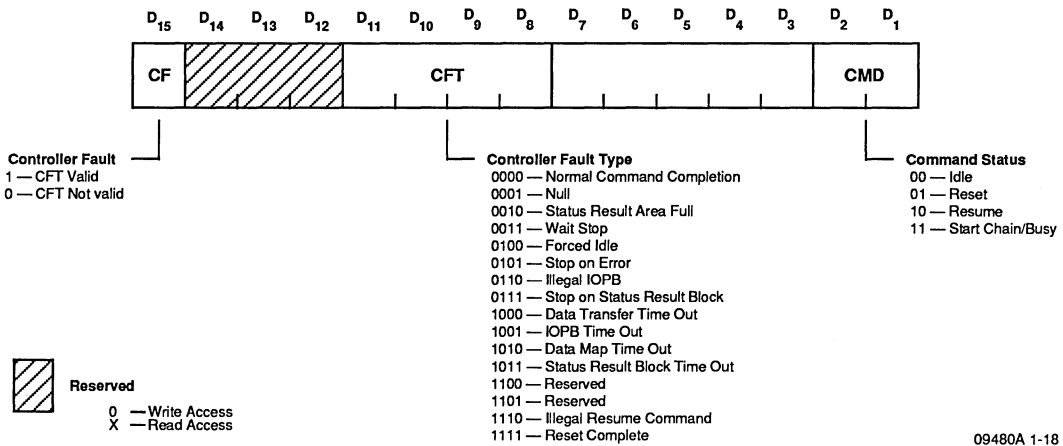 D15 D14 D13 D12 D11 D10 D9 D8 D7 D6 D5 D4 D3 D2 D1
CF CFT CMD
Controller Fault
1 — CFT Valid
0 — CFT Not valid
Controller Fault Type
0000 — Normal Command Completion
0001 — Null
0010 — Status Result Area Full
0011 — Wait Stop
0100 — Forced Idle
0101 — Stop on Error
0110 — Illegal IOPB
0111 — Stop on Status Result Block
1000 — Data Transfer Time Out
1001 — IOPB Time Out
1010 — Data Map Time Out
1011 — Status Result Block Time Out
1100 — Reserved
1101 — Reserved
1110 — Illegal Resume Command
1111 — Reset Complete
Command Status
00 — Idle
01 — Reset
10 — Resume
11 — Start Chain/Busy
Reserved
0 — Write Access
X — Read Access
09480A 1-18